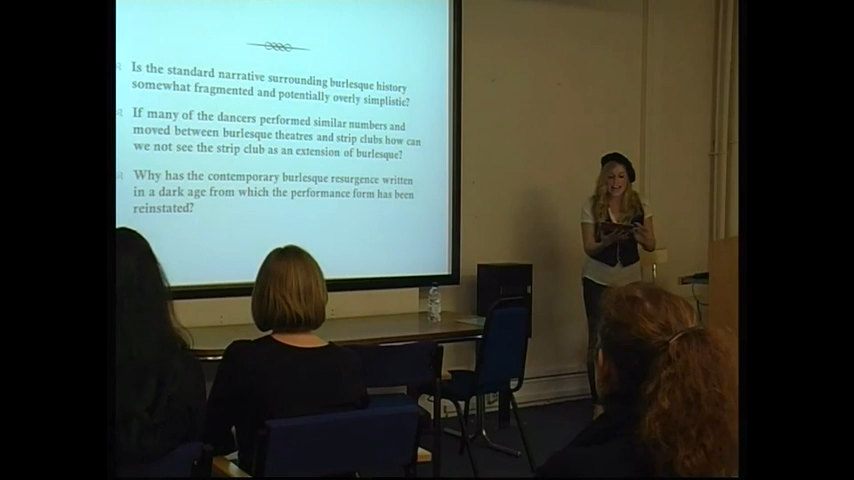 Is the standard narrative surrounding burlesque history
somewhat fragmented and potentially overly simplistic?
If many of the dancers performed similar numbers and
moved between burlesque theatres and strip clubs how can
we not see the strip club as an extension of burlesque?
Why has the contemporary burlesque resurgence written
in a dark age from which the performance form has been
reinstated?